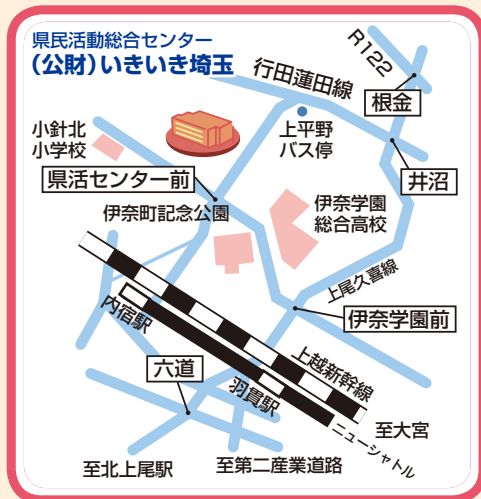 県民活動総合センター
(公財)いきいき埼玉
R122
行田蓮田線
根金
小針北
小学校
上平野
バス停
県活センター前
井沼
伊奈町記念公園
伊奈学園
総合高校
上尾久喜線
内宿駅
伊奈学園前
六道
上越新幹線
羽貫駅
至大宮
ニューシャトル
至北上尾駅
至第二産業道路